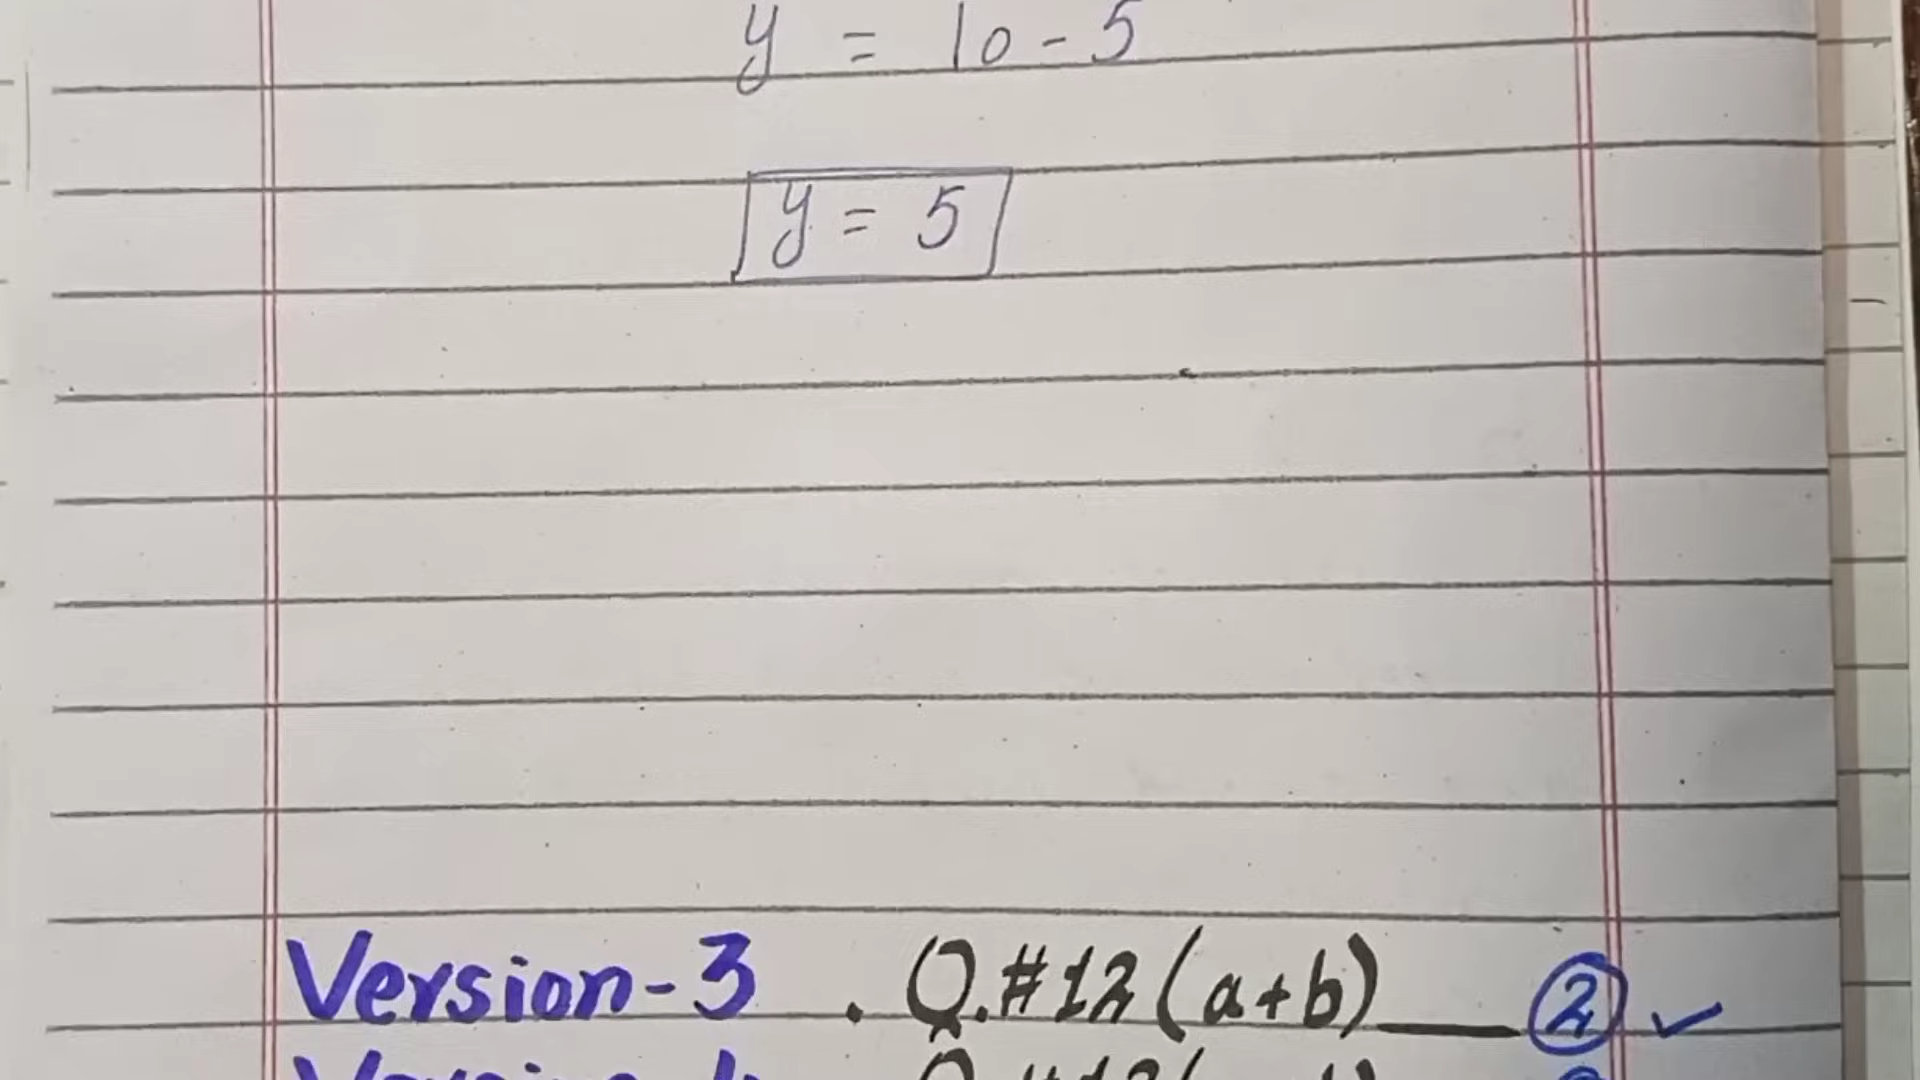 y = 10 - 5
y = 5
Version-3 . Q.#12 (a+b) ② ✓